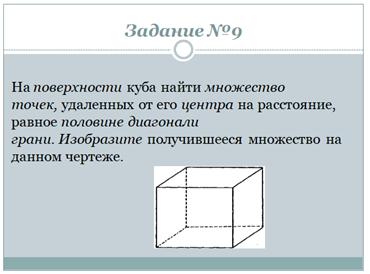 Задание №9
На поверхности куба найти множество
точек, удаленных от его центра на расстояние,
равное половине диагонали
грани. Изобразите получившееся множество на
данном чертеже.